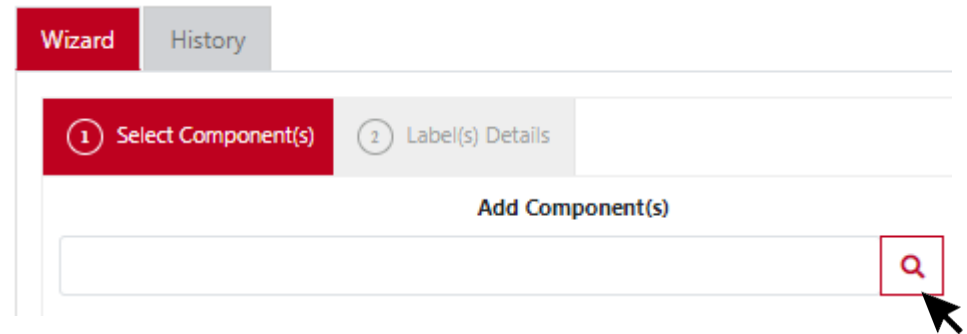 Wizard History
1 Select Component(s) 2 Label(s) Details
Add Component(s)